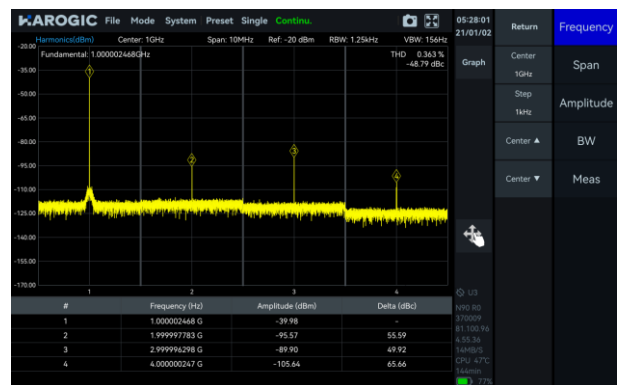 HAROGIC File Mode System Preset Single Continu. 05:28:01 21/01/02
Harmonics(dBm) Center: 1GHz Span: 10MHz Ref: -20 dBm RBW: 1.25kHz VBW: 156Hz
Fundamental: 1.000002468GHz THD 0.363 %
-48.79 dBc
-20.00
-35.00
-50.00
-65.00
-80.00
-95.00
-110.00
-125.00
-140.00
-155.00
-170.00
1 2 3 4
1 2 3 4
# Frequency (Hz) Amplitude (dBm) Delta (dBc)
1 1.000002468 G -39.98 -
2 1.999997783 G -95.57 55.59
3 2.999996298 G -89.90 49.92
4 4.000000247 G -105.64 65.66
Graph
U3
N90 R0
370009
81.100.96
4.55.36
14MB/S
CPU 47℃
144min
77%
Return
Center
1GHz
Step
1kHz
Center ▲
Center ▼
Frequency
Span
Amplitude
BW
Meas